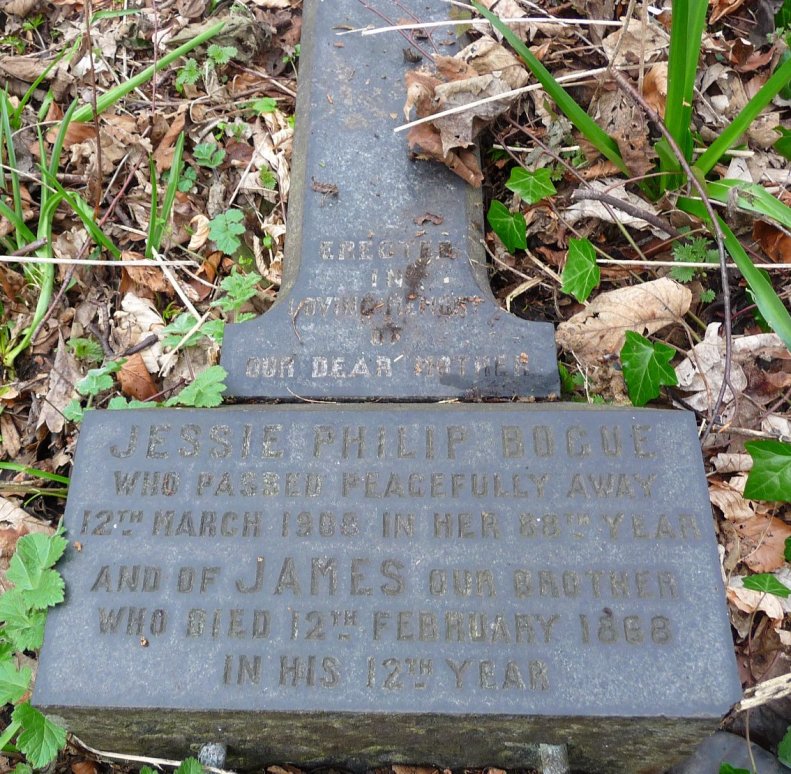 ERECTED
IN
LOVING MEMORY
OF
OUR DEAR MOTHER
JESSIE PHILIP BOGUE
WHO PASSED PEACEFULLY AWAY
12TH MARCH 1908 IN HER 88TH YEAR
AND OF JAMES OUR BROTHER
WHO DIED 12TH FEBRUARY 1868
IN HIS 12TH YEAR